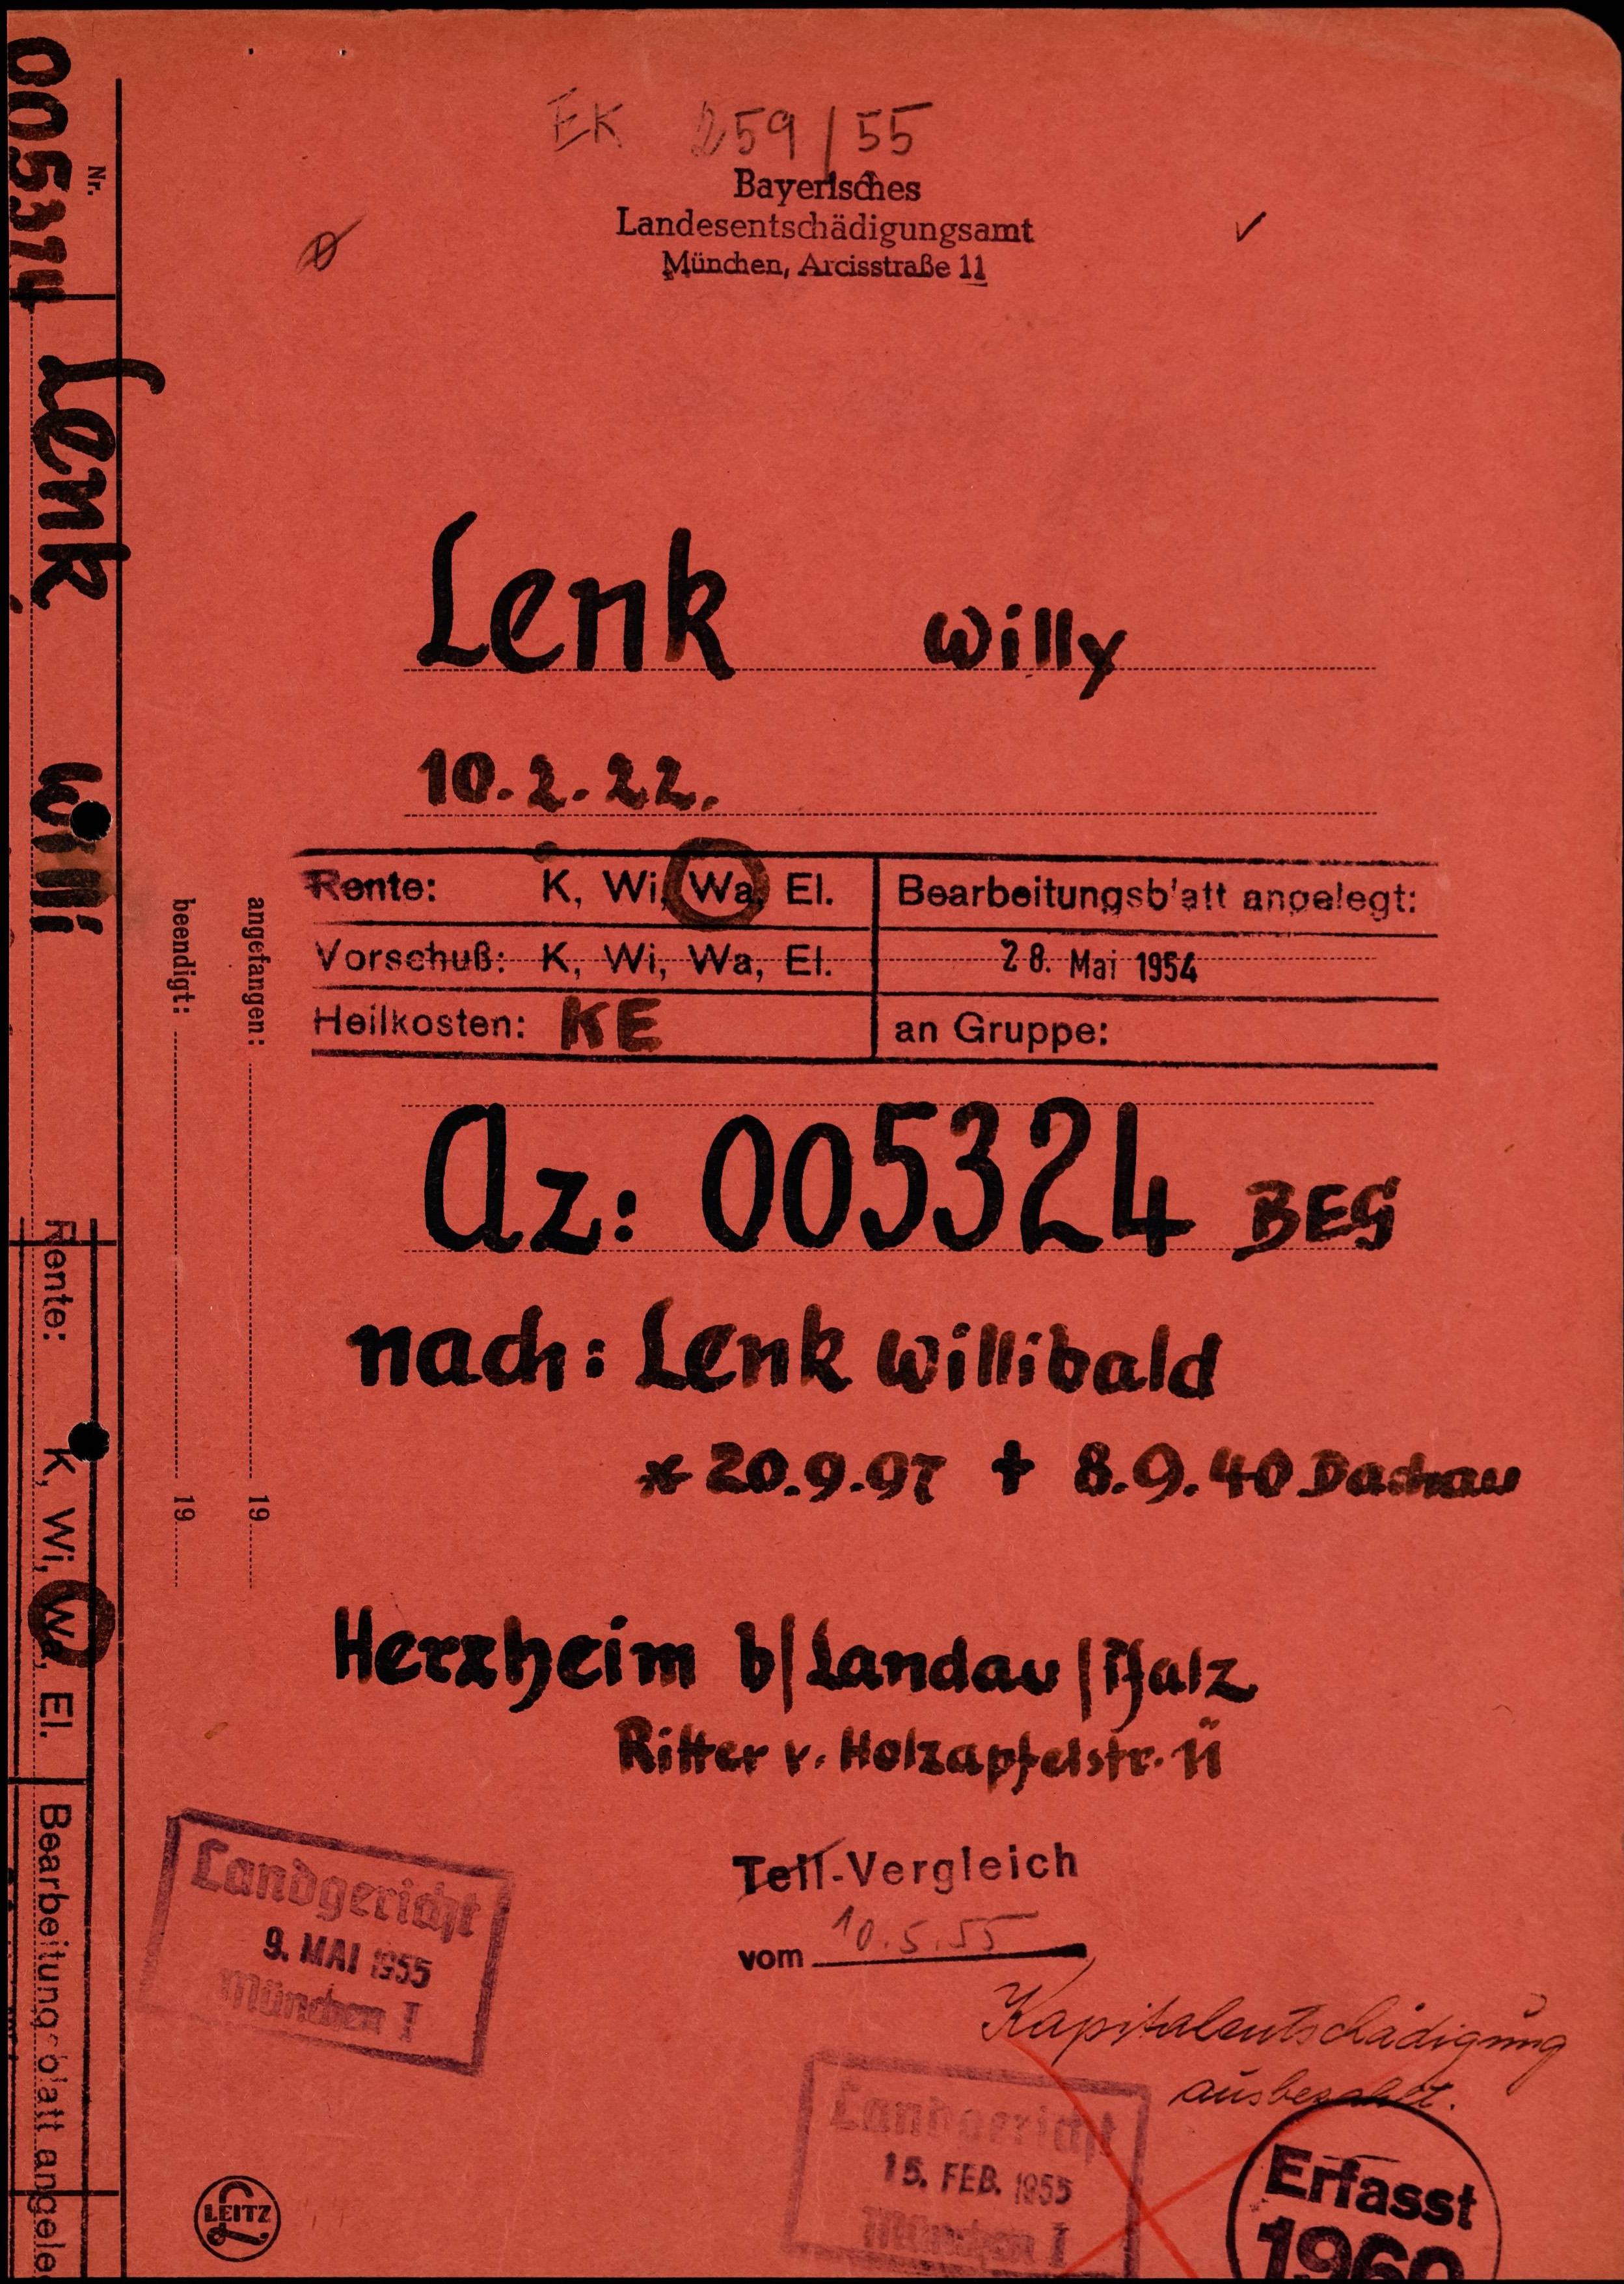 EK 259/55
Bayerisches
Landesentschädigungsamt
München, Arcisstraße 11
Lenk Willy
10.2.22.
Rente: K, Wi, Wa, El.
Bearbeitungsblatt angelegt:
Vorschuß: K, Wi, Wa, El.
28. Mai 1954
Heilkosten: KE
an Gruppe:
Az: 005324 BEG
nach: Lenk Willibald
* 20.9.97 † 8.9.40 Dachau
Herxheim b/Landau/Pfalz
Ritter v. Holzapfelstr. 11
Teil-Vergleich
vom 10.5.55
Kapitalentschädigung
ausbezahlt.
Landgericht
9. MAI 1955
München I
Landgericht
15. FEB. 1955
München I
Erfasst
1960
LEITZ
angefangen: 19
beendigt: 19
Nr.
Lenk Willi
Rente: K, Wi, Wa, El.
Bearbeitungsblatt angele